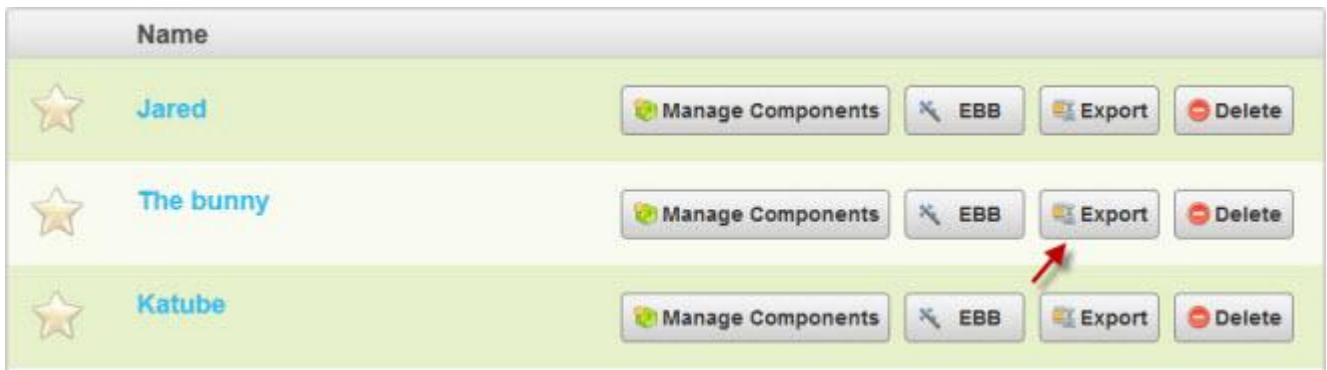 Name
Jared Manage Components EBB Export Delete
The bunny Manage Components EBB Export Delete
Katube Manage Components EBB Export Delete